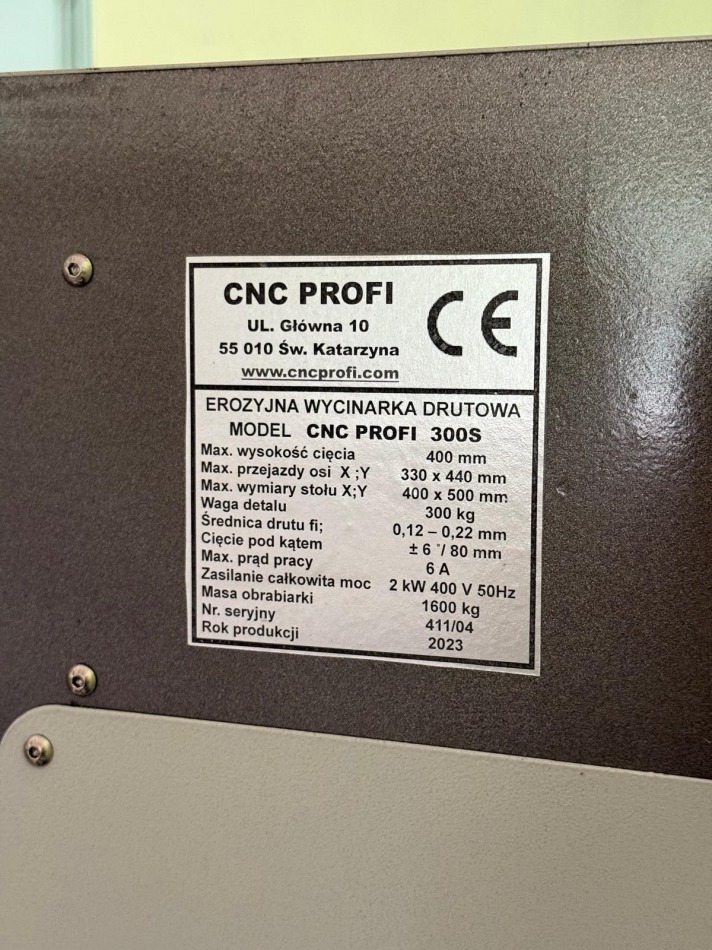 CNC PROFI
UL. Główna 10
55 010 Św. Katarzyna
www.cncprofi.com
CE
EROZYJNA WYCINARKA DRUTOWA
MODEL CNC PROFI 300S
Max. wysokość cięcia 400 mm
Max. przejazdy osi X ;Y 330 x 440 mm
Max. wymiary stołu X;Y 400 x 500 mm
Waga detalu 300 kg
Średnica drutu fi; 0,12 – 0,22 mm
Cięcie pod kątem ± 6 °/ 80 mm
Max. prąd pracy 6 A
Zasilanie całkowita moc 2 kW 400 V 50Hz
Masa obrabiarki 1600 kg
Nr. seryjny 411/04
Rok produkcji 2023